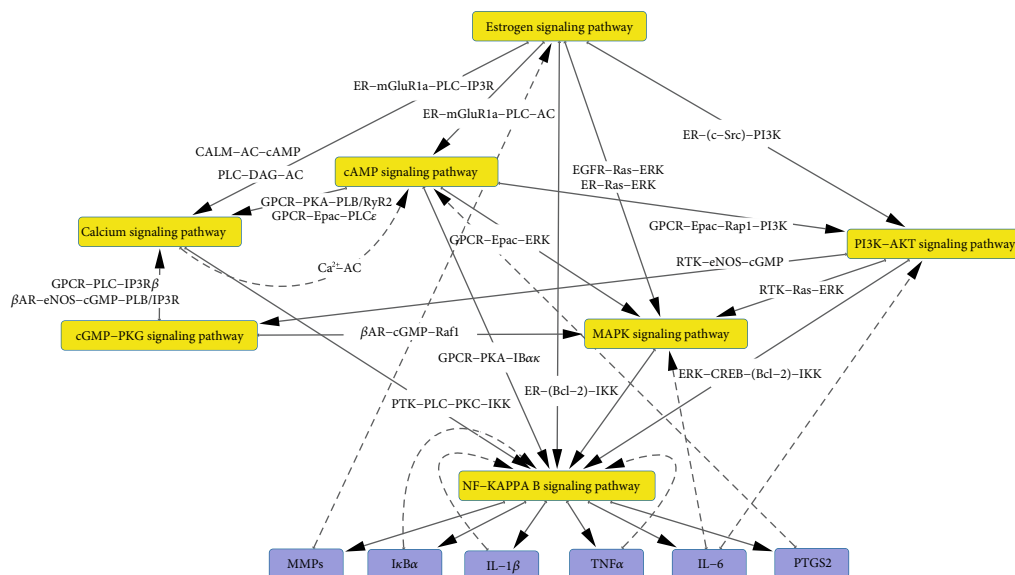 Estrogen signaling pathway
ER−mGluR1a−PLC−IP3R
ER−mGluR1a−PLC−AC
ER−(c−Src)−PI3K
CALM−AC−cAMP
PLC−DAG−AC
cAMP signaling pathway
EGFR−Ras−ERK
ER−Ras−ERK
GPCR−PKA−PLB/RyR2
GPCR−Epac−PLCε
GPCR−Epac−Rap1−PI3K
Calcium signaling pathway
GPCR−Epac−ERK
PI3K−AKT signaling pathway
Ca²⁺−AC
RTK−eNOS−cGMP
GPCR−PLC−IP3Rβ
βAR−eNOS−cGMP−PLB/IP3R
RTK−Ras−ERK
cGMP−PKG signaling pathway
βAR−cGMP−Raf1
MAPK signaling pathway
GPCR−PKA−IBακ
ERK−CREB−(Bcl−2)−IKK
ER−(Bcl−2)−IKK
PTK−PLC−PKC−IKK
NF−KAPPA B signaling pathway
MMPs
IκBα
IL−1β
TNFα
IL−6
PTGS2